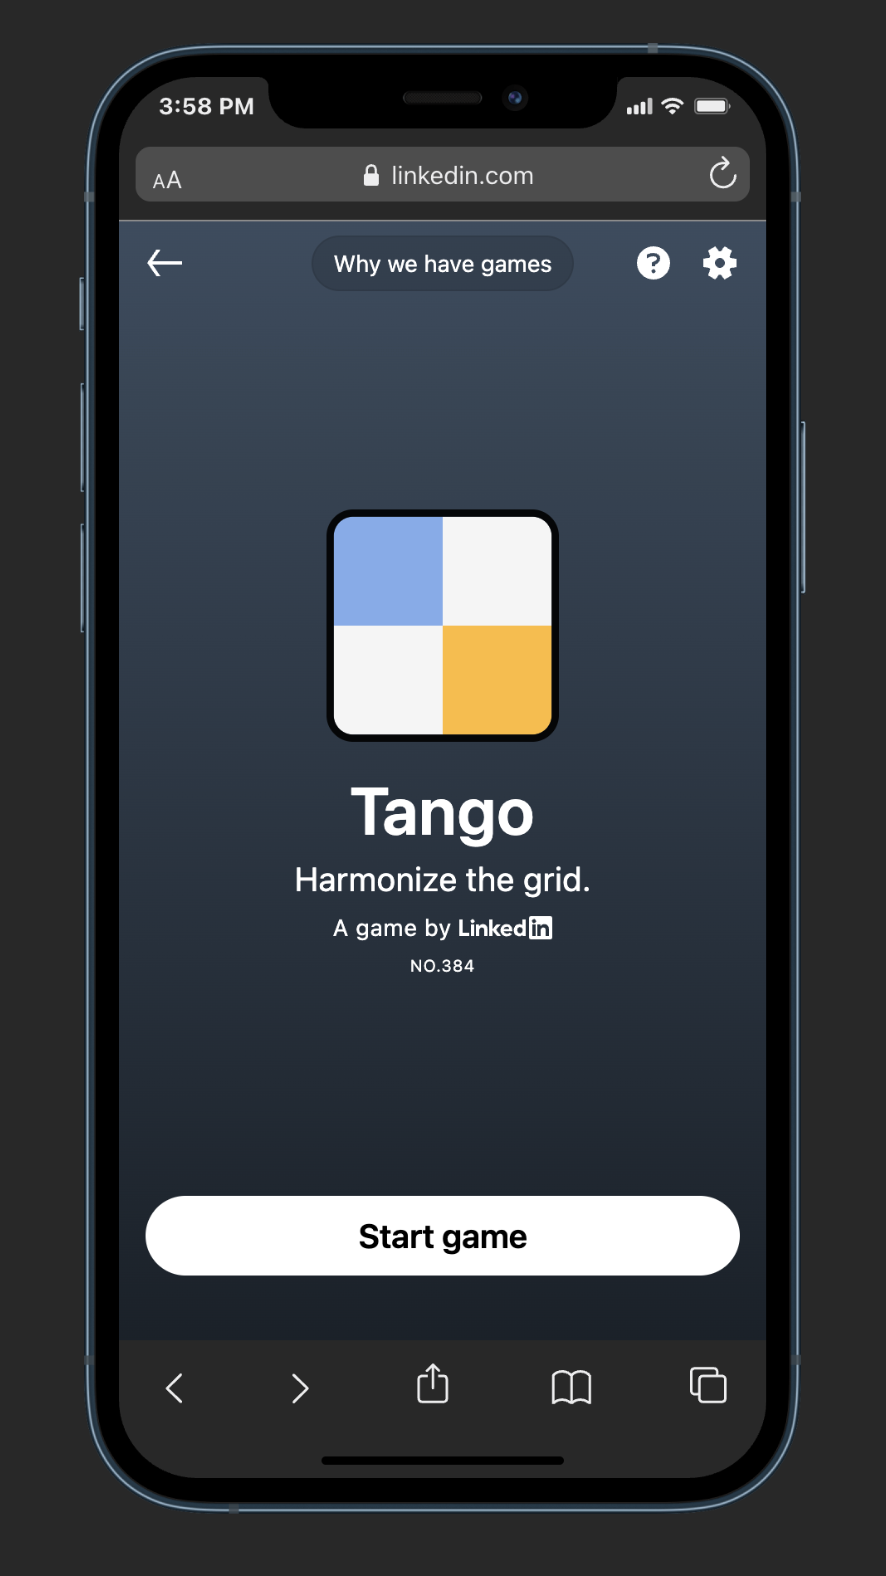 3:58 PM
AA linkedin.com
Why we have games ?
Tango
Harmonize the grid.
A game by Linkedin
NO.384
Start game